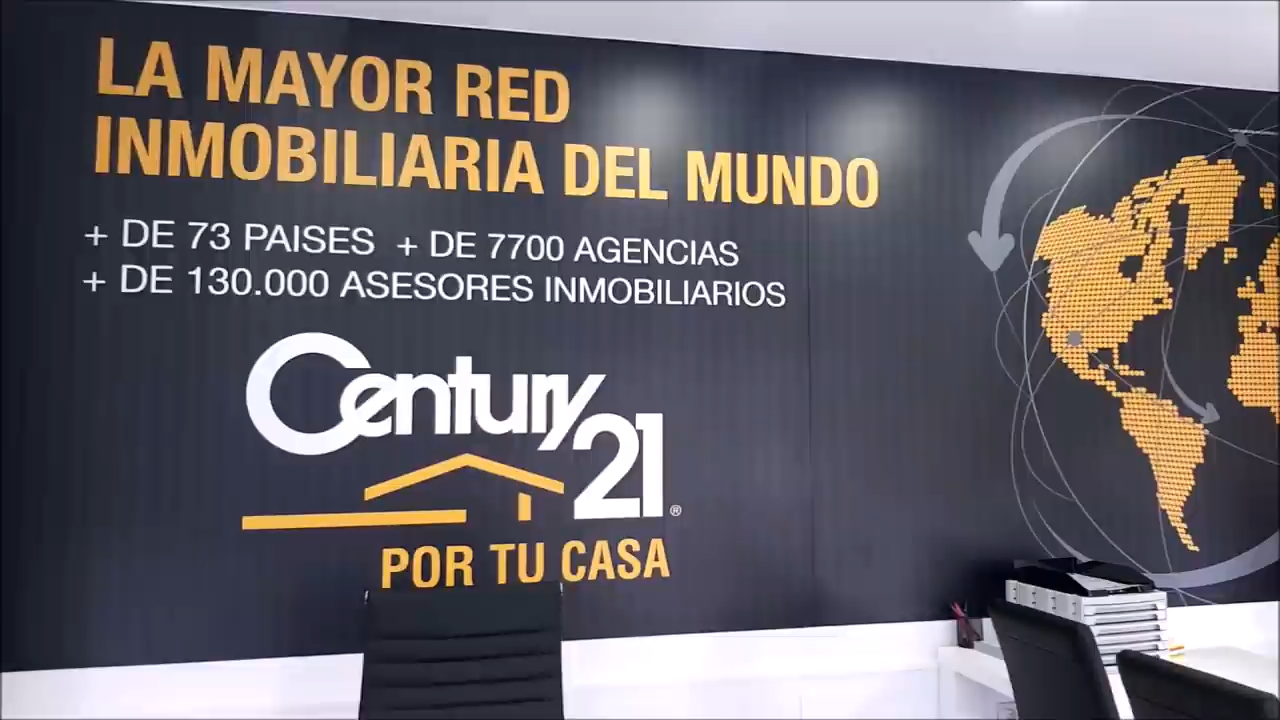 LA MAYOR RED
INMOBILIARIA DEL MUNDO
+ DE 73 PAISES + DE 7700 AGENCIAS
+ DE 130.000 ASESORES INMOBILIARIOS
Century
21®
POR TU CASA